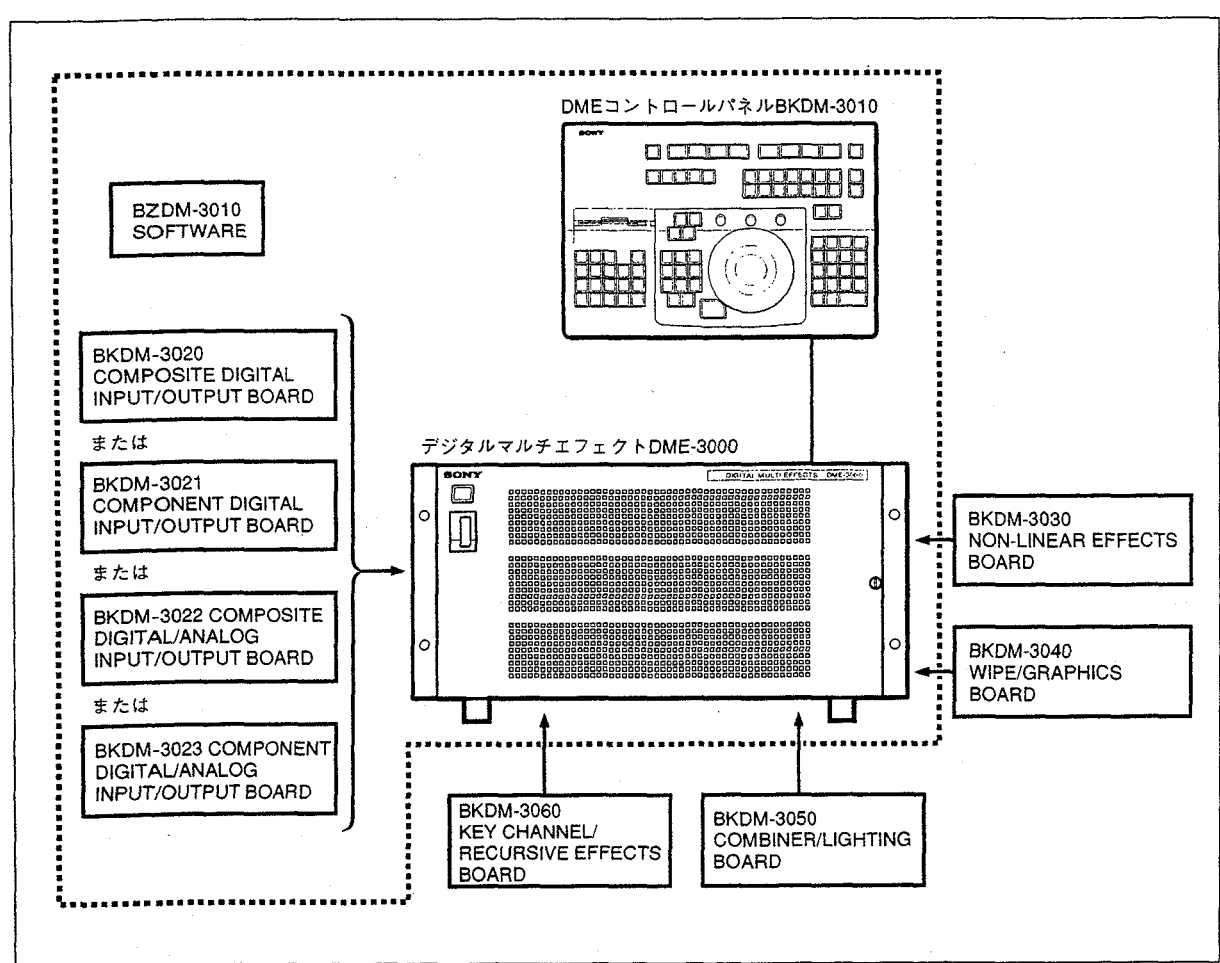 DMEコントロールパネルBKDM-3010
SONY
BZDM-3010
SOFTWARE
BKDM-3020
COMPOSITE DIGITAL
INPUT/OUTPUT BOARD
または
BKDM-3021
COMPONENT DIGITAL
INPUT/OUTPUT BOARD
または
BKDM-3022 COMPOSITE
DIGITAL/ANALOG
INPUT/OUTPUT BOARD
または
BKDM-3023 COMPONENT
DIGITAL/ANALOG
INPUT/OUTPUT BOARD
デジタルマルチエフェクトDME-3000
SONY
DIGITAL MULTI EFFECTS DME-3000
BKDM-3030
NON-LINEAR EFFECTS
BOARD
BKDM-3040
WIPE/GRAPHICS
BOARD
BKDM-3060
KEY CHANNEL/
RECURSIVE EFFECTS
BOARD
BKDM-3050
COMBINER/LIGHTING
BOARD